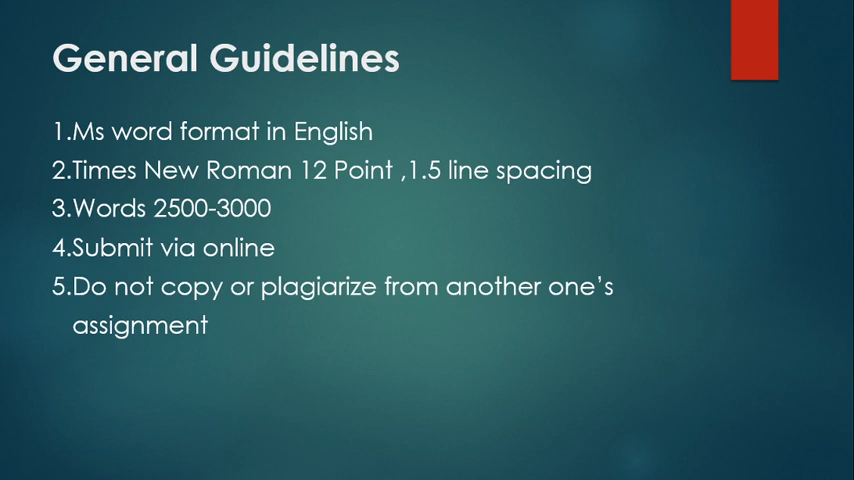 General Guidelines
1.Ms word format in English
2.Times New Roman 12 Point ,1.5 line spacing
3.Words 2500-3000
4.Submit via online
5.Do not copy or plagiarize from another one’s
assignment